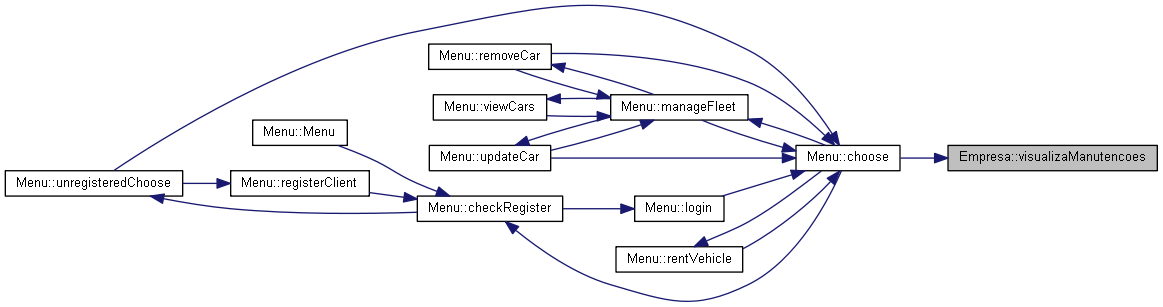 Menu::removeCar
Menu::viewCars
Menu::manageFleet
Menu::Menu
Menu::updateCar
Menu::choose
Empresa::visualizaManutencoes
Menu::unregisteredChoose
Menu::registerClient
Menu::checkRegister
Menu::login
Menu::rentVehicle